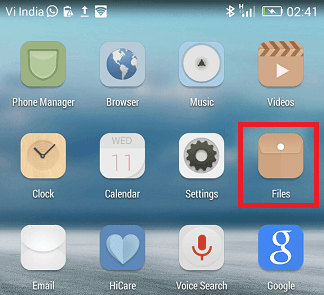 Vi India H 02:41
Phone Manager Browser Music Videos
WED
11
Clock Calendar Settings Files
g
Email HiCare Voice Search Google